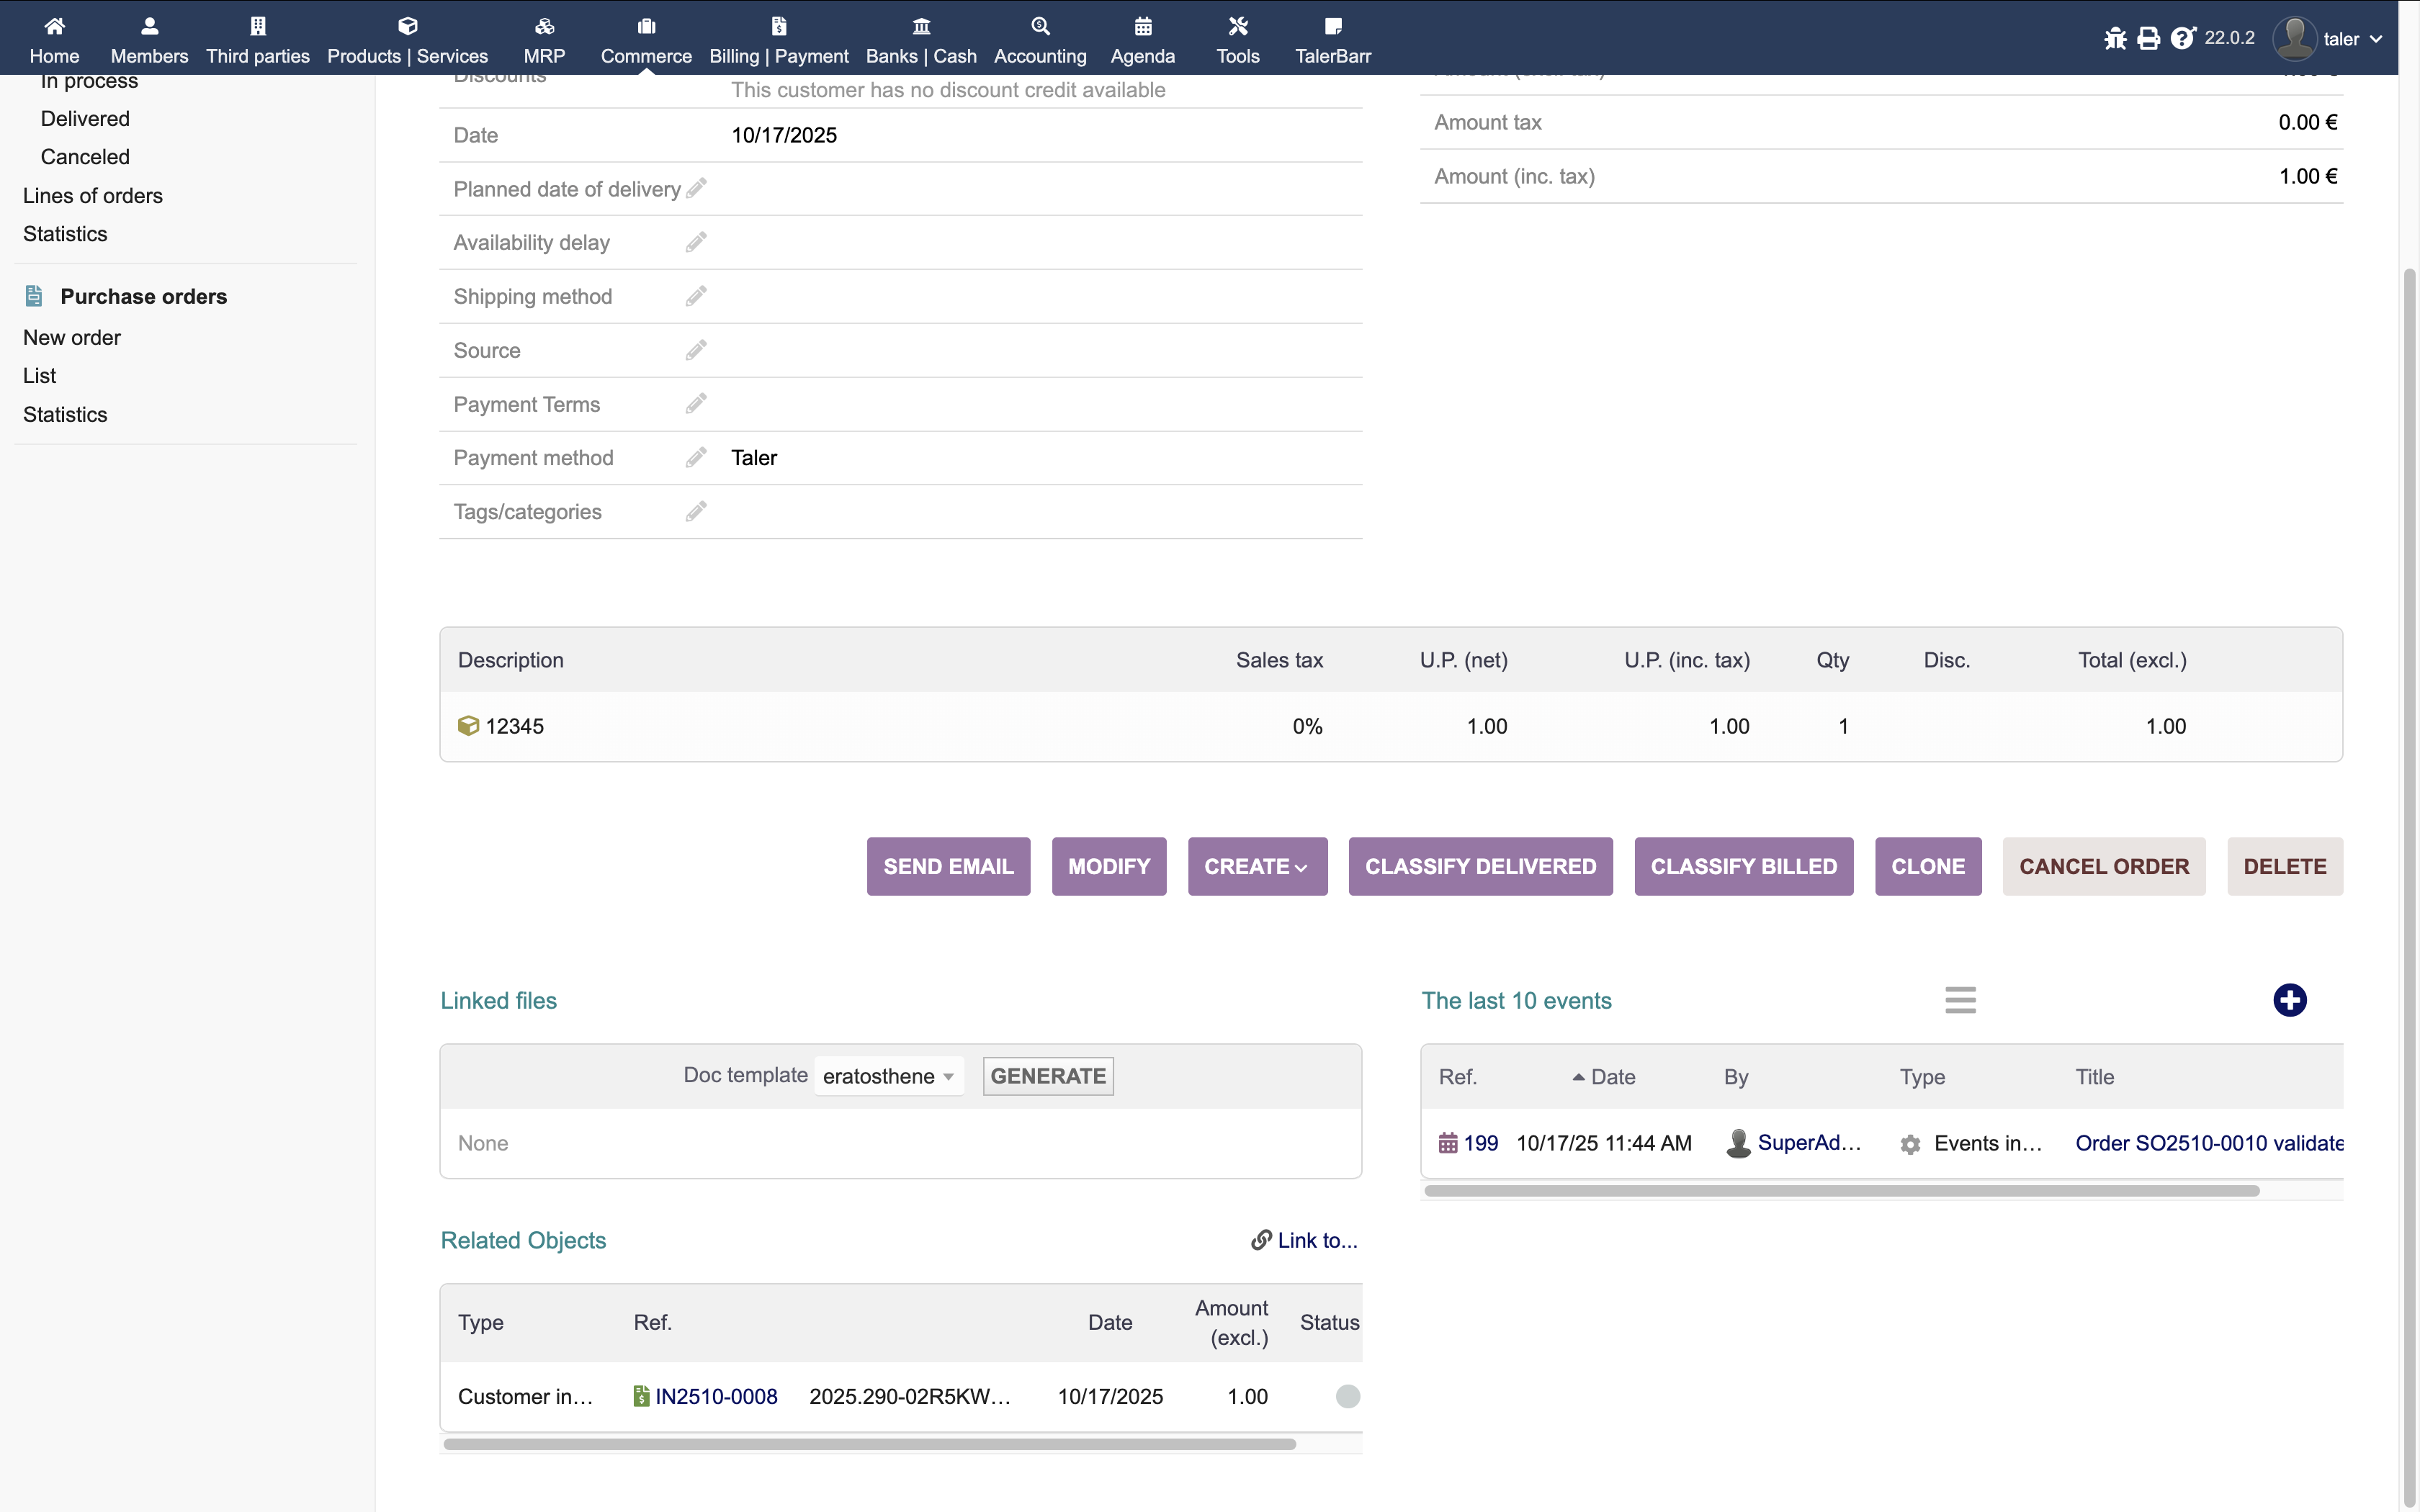 Home Members Third parties Products | Services MRP Commerce Billing | Payment Banks | Cash Accounting Agenda Tools TalerBarr 22.0.2 taler
In process
Delivered
Canceled
Lines of orders
Statistics
Purchase orders
New order
List
Statistics
Discounts
This customer has no discount credit available
Date 10/17/2025
Planned date of delivery
Availability delay
Shipping method
Source
Payment Terms
Payment method Taler
Tags/categories
Amount tax 0.00 €
Amount (inc. tax) 1.00 €
Description Sales tax U.P. (net) U.P. (inc. tax) Qty Disc. Total (excl.)
12345 0% 1.00 1.00 1 1.00
SEND EMAIL MODIFY CREATE CLASSIFY DELIVERED CLASSIFY BILLED CLONE CANCEL ORDER DELETE
Linked files
Doc template eratosthene GENERATE
None
The last 10 events
Ref. Date By Type Title
199 10/17/25 11:44 AM SuperAd... Events in... Order SO2510-0010 validate
Related Objects Link to...
Type Ref. Date Amount (excl.) Status
Customer in... IN2510-0008 2025.290-02R5KW... 10/17/2025 1.00